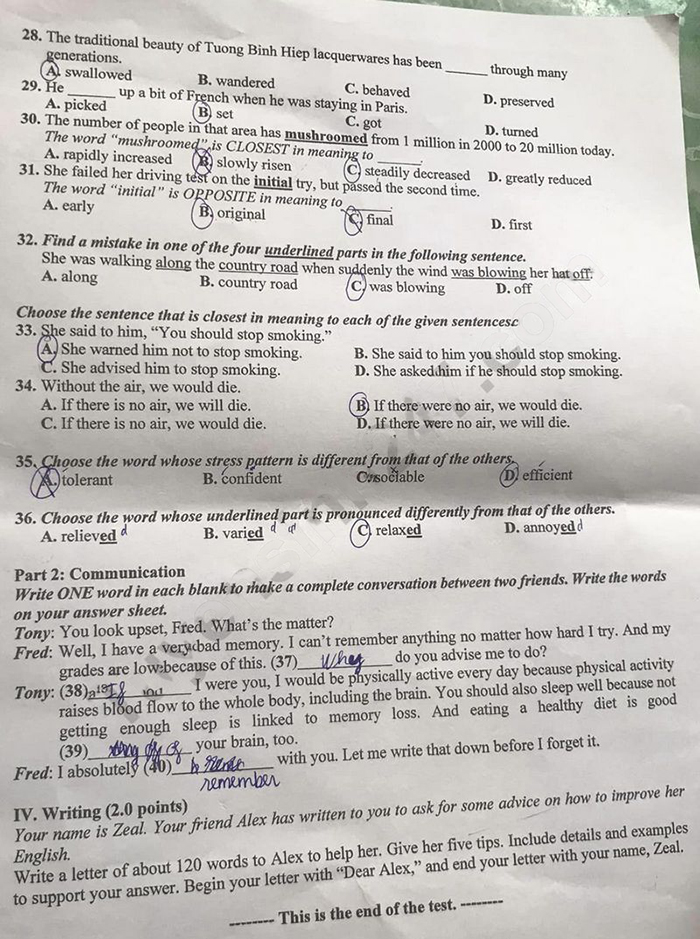 28. The traditional beauty of Tuong Binh Hiep lacquerwares has been ______ through many
generations.
A. swallowed B. wandered C. behaved D. preserved
29. He ______ up a bit of French when he was staying in Paris.
A. picked B. set C. got D. turned
30. The number of people in that area has mushroomed from 1 million in 2000 to 20 million today.
The word "mushroomed" is CLOSEST in meaning to ______.
A. rapidly increased B. slowly risen C. steadily decreased D. greatly reduced
31. She failed her driving test on the initial try, but passed the second time.
The word "initial" is OPPOSITE in meaning to ______
A. early B. original C. final D. first
32. Find a mistake in one of the four underlined parts in the following sentence.
She was walking along the country road when suddenly the wind was blowing her hat off.
A. along B. country road C. was blowing D. off
Choose the sentence that is closest in meaning to each of the given sentencesc
33. She said to him, "You should stop smoking."
A. She warned him not to stop smoking. B. She said to him you should stop smoking.
C. She advised him to stop smoking. D. She askedđhim if he should stop smoking.
34. Without the air, we would die.
A. If there is no air, we will die. B. If there were no air, we would die.
C. If there is no air, we would die. D. If there were no air, we will die.
35. Choose the word whose stress pattern is different from that of the others.
A. tolerant B. confident C. sociable D. efficient
36. Choose the word whose underlined part is pronounced differently from that of the others.
A. relieved d B. varied d C. relaxed D. annoyed d
Part 2: Communication
Write ONE word in each blank to make a complete conversation between two friends. Write the words
on your answer sheet.
Tony: You look upset, Fred. What's the matter?
Fred: Well, I have a very bad memory. I can't remember anything no matter how hard I try. And my
grades are low because of this. (37) ______ do you advise me to do?
Tony: (38) If I were you, I would be physically active every day because physical activity
raises blood flow to the whole body, including the brain. You should also sleep well because not
getting enough sleep is linked to memory loss. And eating a healthy diet is good
(39) ______ your brain, too.
Fred: I absolutely (40) ______ with you. Let me write that down before I forget it.
remember
IV. Writing (2.0 points)
Your name is Zeal. Your friend Alex has written to you to ask for some advice on how to improve her
English.
Write a letter of about 120 words to Alex to help her. Give her five tips. Include details and examples
to support your answer. Begin your letter with "Dear Alex," and end your letter with your name, Zeal.
-------- This is the end of the test. --------